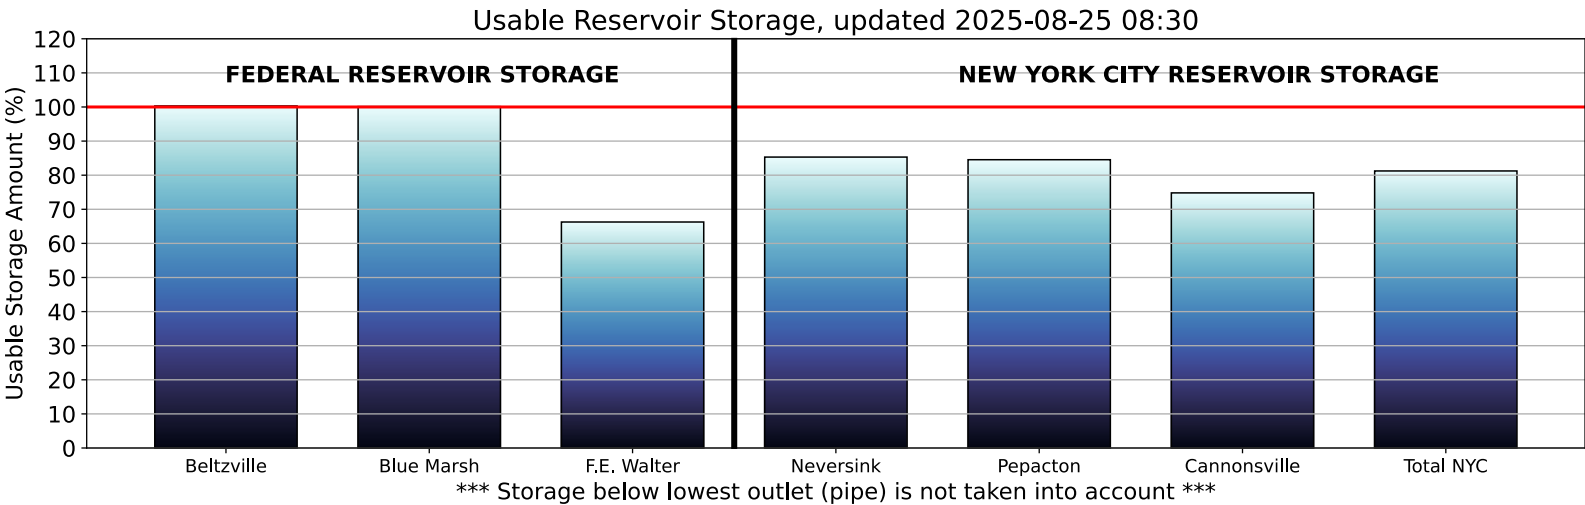 Usable Reservoir Storage, updated 2025-08-25 08:30
FEDERAL RESERVOIR STORAGE
NEW YORK CITY RESERVOIR STORAGE
Usable Storage Amount (%)
120
110
100
90
80
70
60
50
40
30
20
10
0
Beltzville
Blue Marsh
F.E. Walter
Neversink
Pepacton
Cannonsville
Total NYC
*** Storage below lowest outlet (pipe) is not taken into account ***